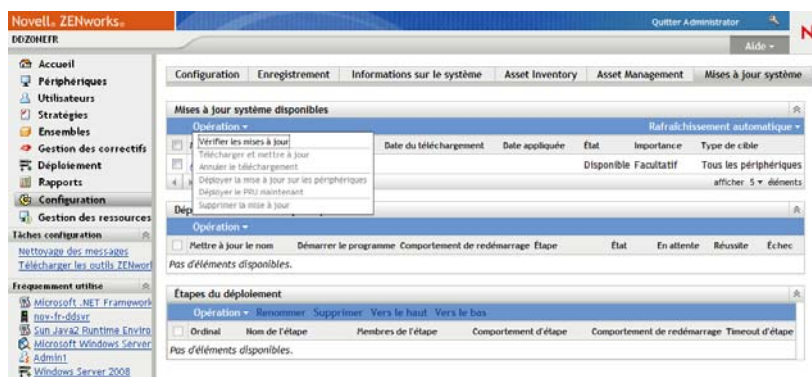 Novell® ZENworks®
Quitter Administrator
N
DDZONEFR
Aide
Accueil
Périphériques
Utilisateurs
Stratégies
Ensembles
Gestion des correctifs
Déploiement
Rapports
Configuration
Gestion des ressources
Tâches configuration
Nettoyage des messages
Télécharger les outils ZENworl
Fréquemment utilisé
Microsoft .NET Framework
nov-fr-ddsvr
Sun Java2 Runtime Enviro
Microsoft Windows Server
Admin1
Windows Server 2008
Configuration Enregistrement Informations sur le système Asset Inventory Asset Management Mises à jour système
Mises à jour système disponibles
Opération Rafraîchissement automatique
Date du téléchargement Date appliquée État Importance Type de cible
Disponible Facultatif Tous les périphériques
afficher 5 éléments
Vérifier les mises à jour
Télécharger et mettre à jour
Annuler le téléchargement
Déployer la mise à jour sur les périphériques
Déployer le PRU maintenant
Supprimer la mise à jour
Dép
Opération
Mettre à jour le nom Démarrer le programme Comportement de redémarrage Étape État En attente Réussite Échec
Pas d'éléments disponibles.
Étapes du déploiement
Opération Renommer Supprimer Vers le haut Vers le bas
Ordinal Nom de l'étape Membres de l'étape Comportement d'étape Comportement de redémarrage Timeout d'étape
Pas d'éléments disponibles.